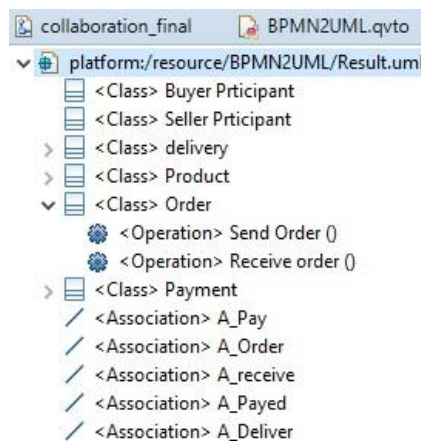 collaboration_final BPMN2UML.qvto
platform:/resource/BPMN2UML/Result.uml
<Class> Buyer Prticipant
<Class> Seller Prticipant
<Class> delivery
<Class> Product
<Class> Order
<Operation> Send Order ()
<Operation> Receive order ()
<Class> Payment
<Association> A_Pay
<Association> A_Order
<Association> A_receive
<Association> A_Payed
<Association> A_Deliver